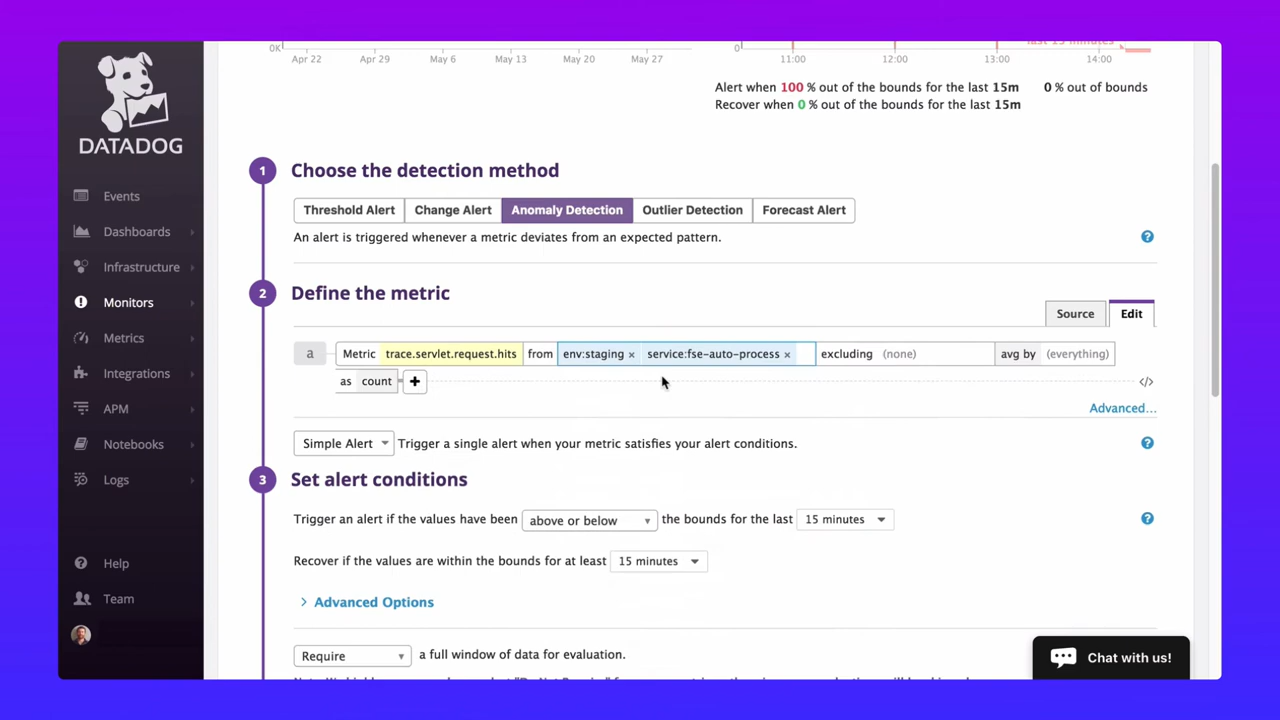 0K
Apr 22
Apr 29
May 6
May 13
May 20
May 27
0
11:00
12:00
13:00
14:00
last 15 minutes
Alert when 100 % out of the bounds for the last 15m
0 % out of bounds
Recover when 0 % out of the bounds for the last 15m
DATADOG
Events
Dashboards
Infrastructure
Monitors
Metrics
Integrations
APM
Notebooks
Logs
Help
Team
1
Choose the detection method
Threshold Alert
Change Alert
Anomaly Detection
Outlier Detection
Forecast Alert
An alert is triggered whenever a metric deviates from an expected pattern.
?
2
Define the metric
Source
Edit
a
Metric trace.servlet.request.hits from env:staging × service:fse-auto-process × excluding (none) avg by (everything)
as count +
</>
Advanced...
Simple Alert Trigger a single alert when your metric satisfies your alert conditions.
?
3
Set alert conditions
Trigger an alert if the values have been above or below the bounds for the last 15 minutes
?
Recover if the values are within the bounds for at least 15 minutes
> Advanced Options
Require a full window of data for evaluation.
Chat with us!